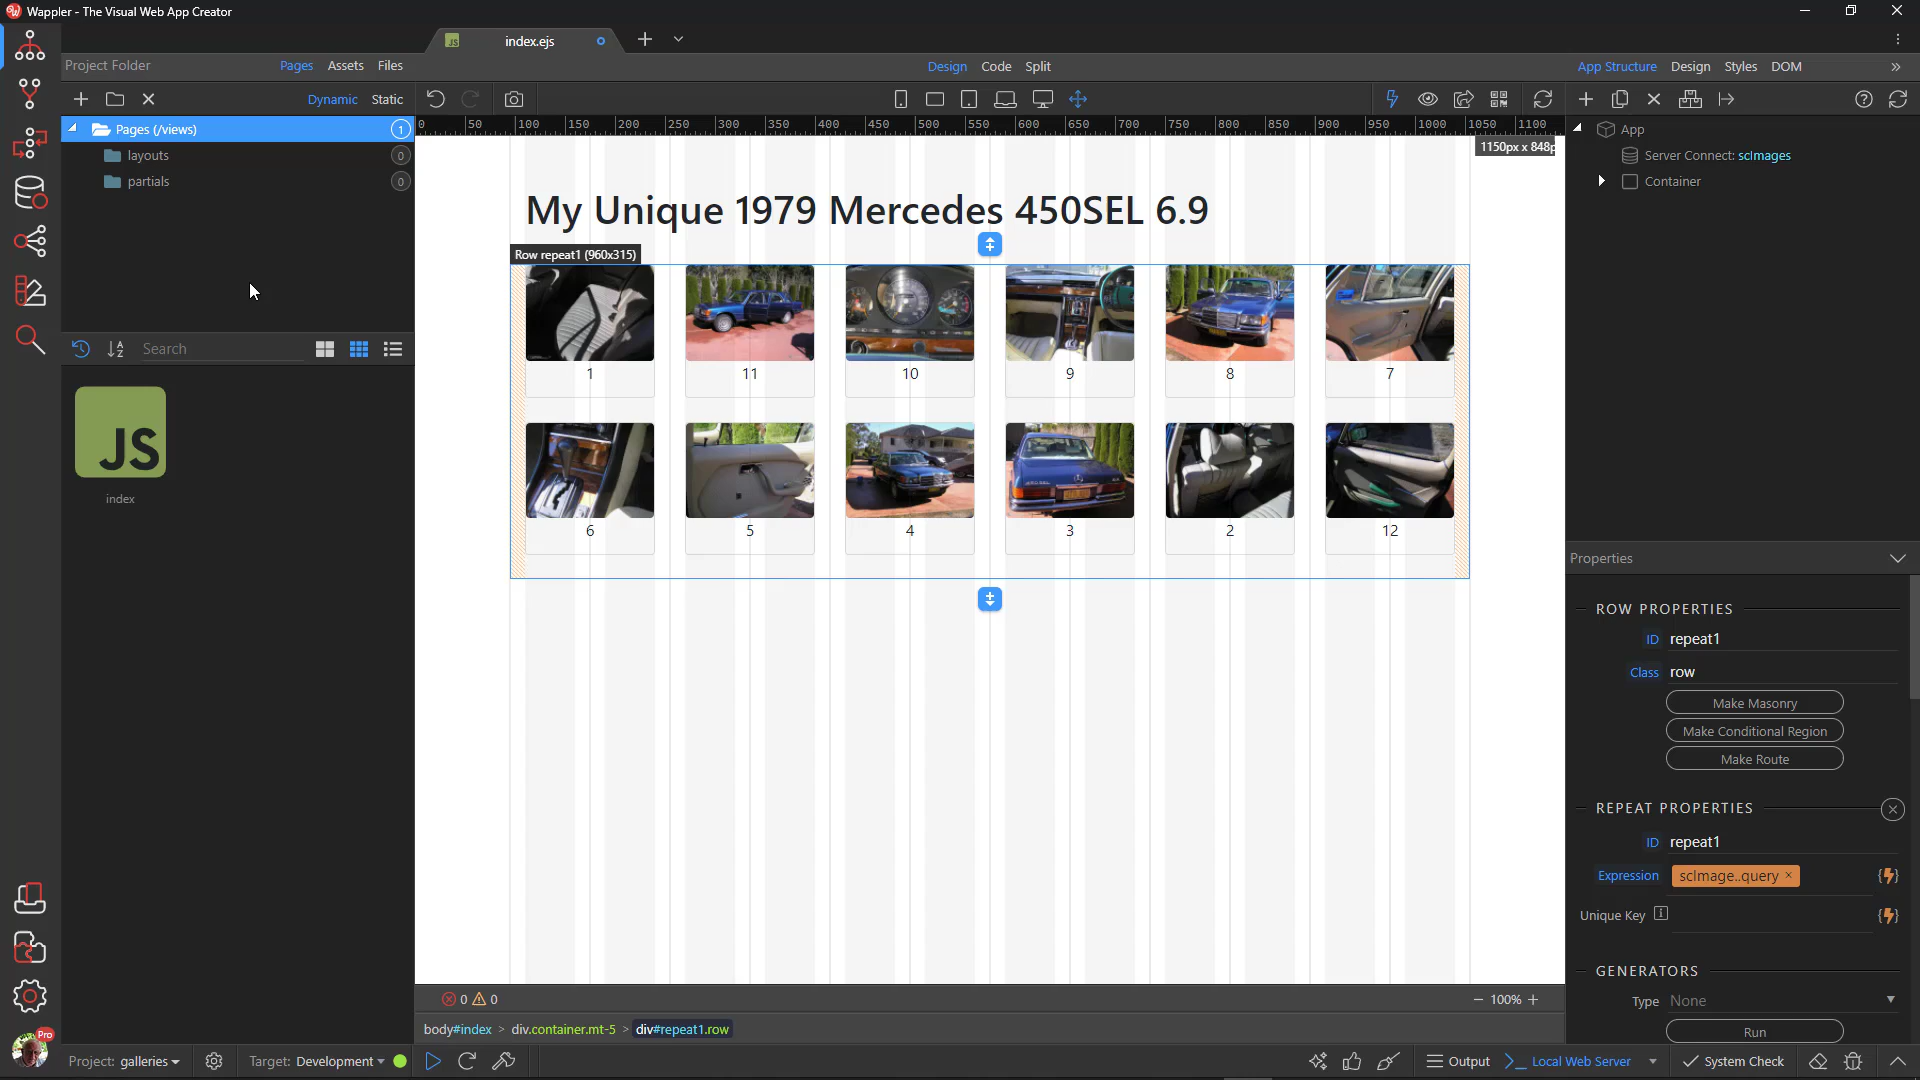 Wappler - The Visual Web App Creator
index.ejs
Project Folder
Pages Assets Files
Design Code Split
App Structure Design Styles DOM
Dynamic Static
Pages (/views) 1
layouts 0
partials 0
0 50 100 150 200 250 300 350 400 450 500 550 600 650 700 750 800 850 900 950 1000 1050 1100
1150px x 848p
App
Server Connect: scImages
Container
My Unique 1979 Mercedes 450SEL 6.9
Row repeat1 (960x315)
1 11 10 9 8 7
6 5 4 3 2 12
Search
JS
index
Properties
ROW PROPERTIES
ID repeat1
Class row
Make Masonry
Make Conditional Region
Make Route
REPEAT PROPERTIES
ID repeat1
Expression scImage..query ×
Unique Key
GENERATORS
Type None
Run
0 0
100%
body#index > div.container.mt-5 > div#repeat1.row
Pro
Project: galleries
Target: Development
Output
Local Web Server
System Check